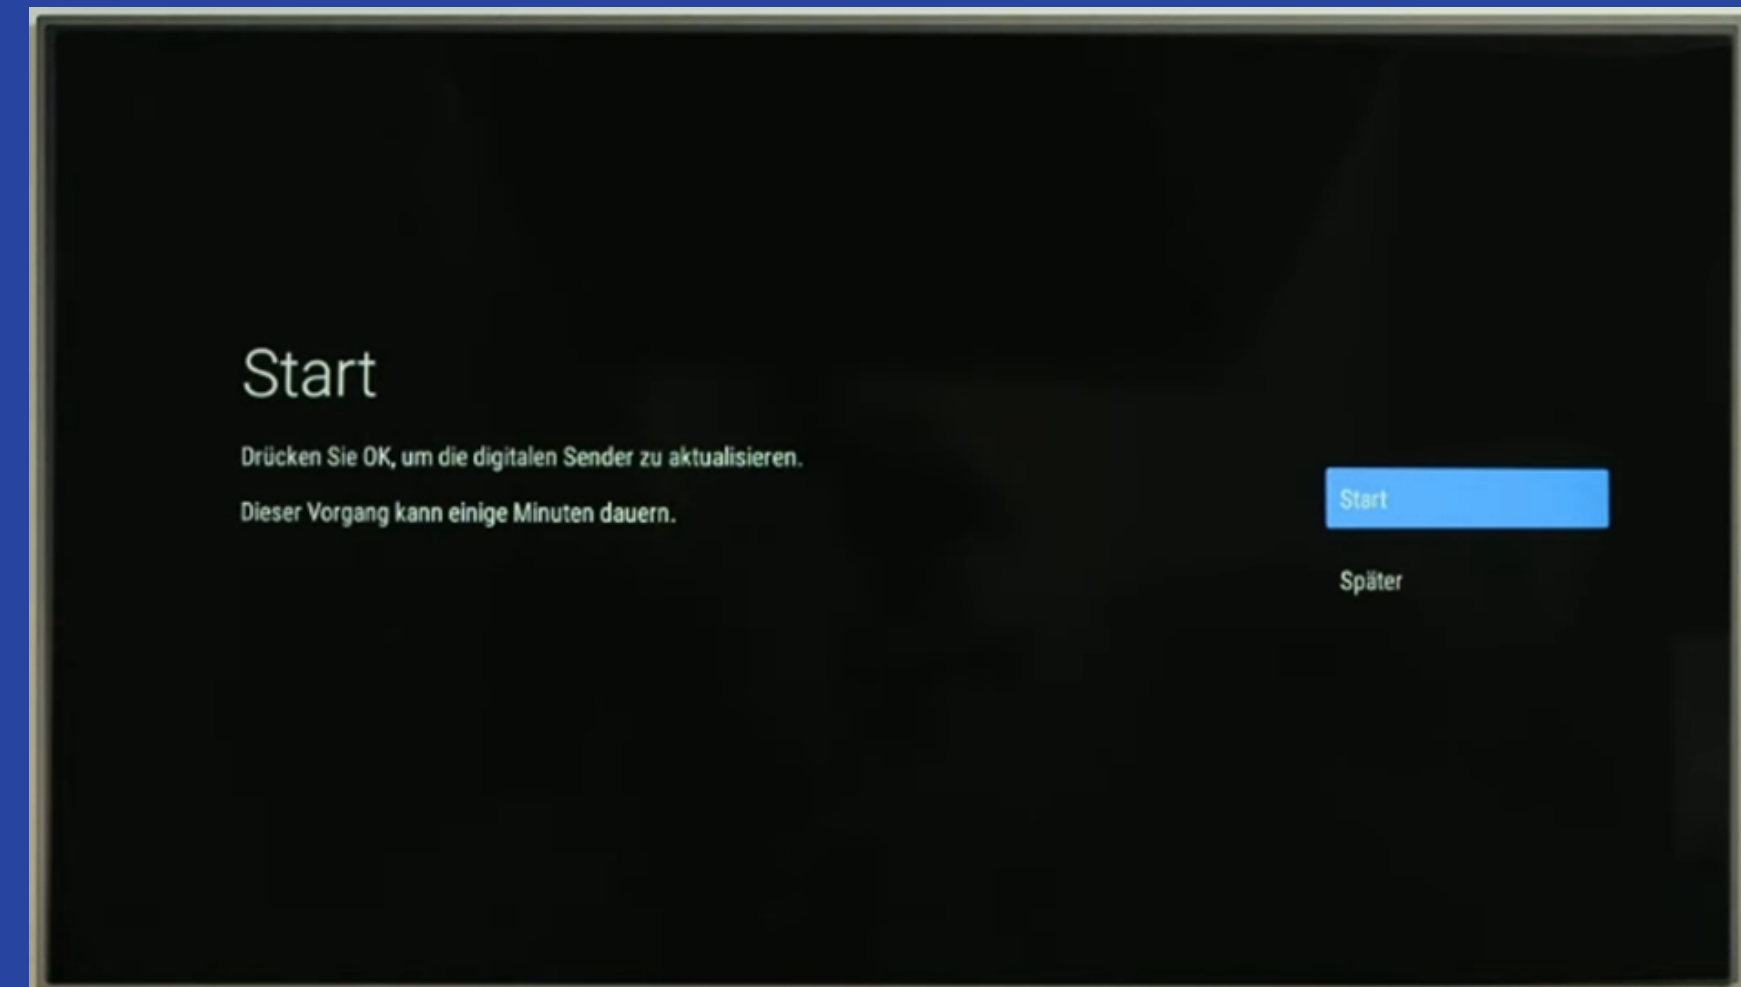 Start
Drücken Sie OK, um die digitalen Sender zu aktualisieren.
Dieser Vorgang kann einige Minuten dauern.
Start
Später